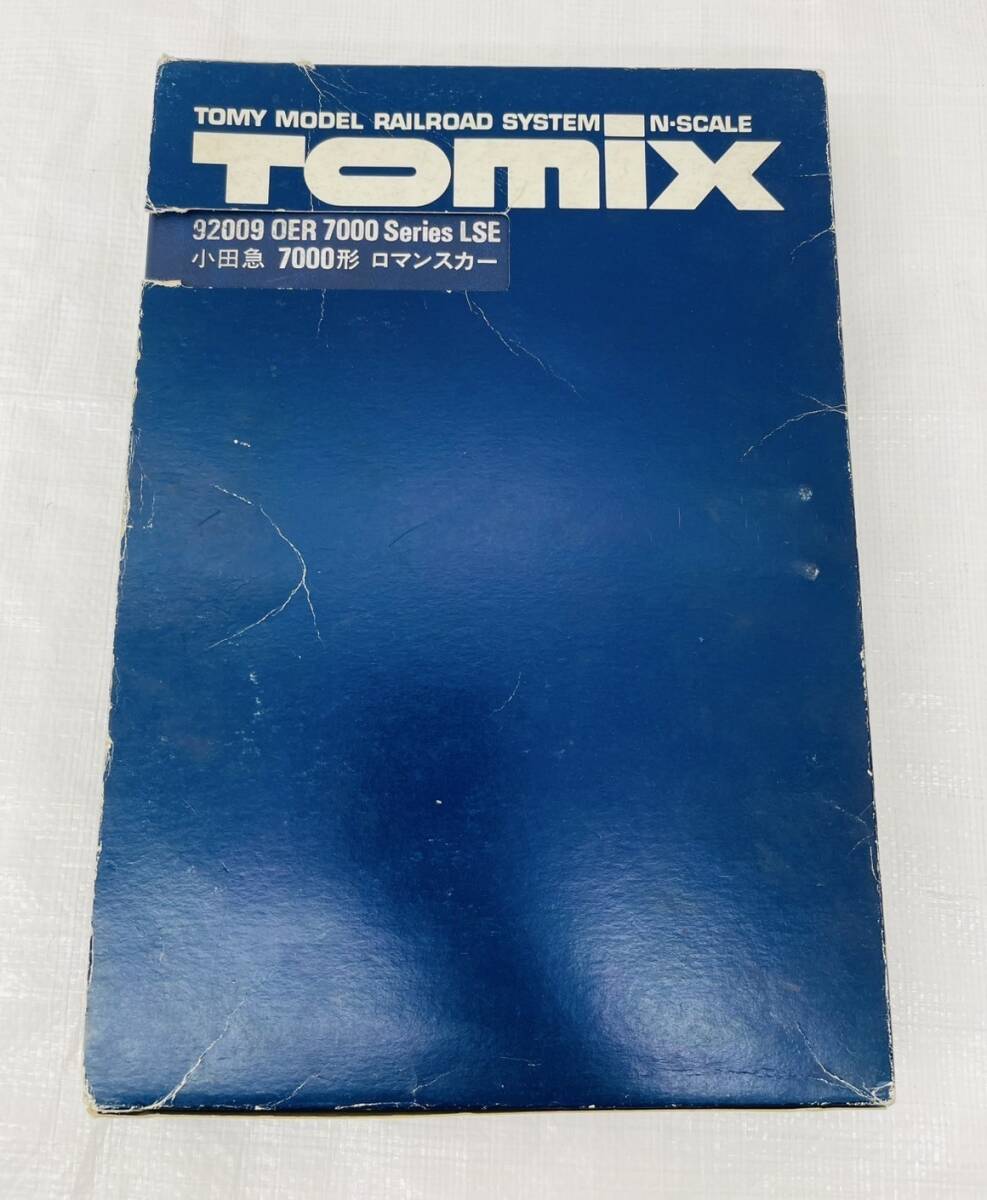 TOMY MODEL RAILROAD SYSTEM N•SCALE
TOMIX
92009 OER 7000 Series LSE
小田急 7000形 ロマンスカー